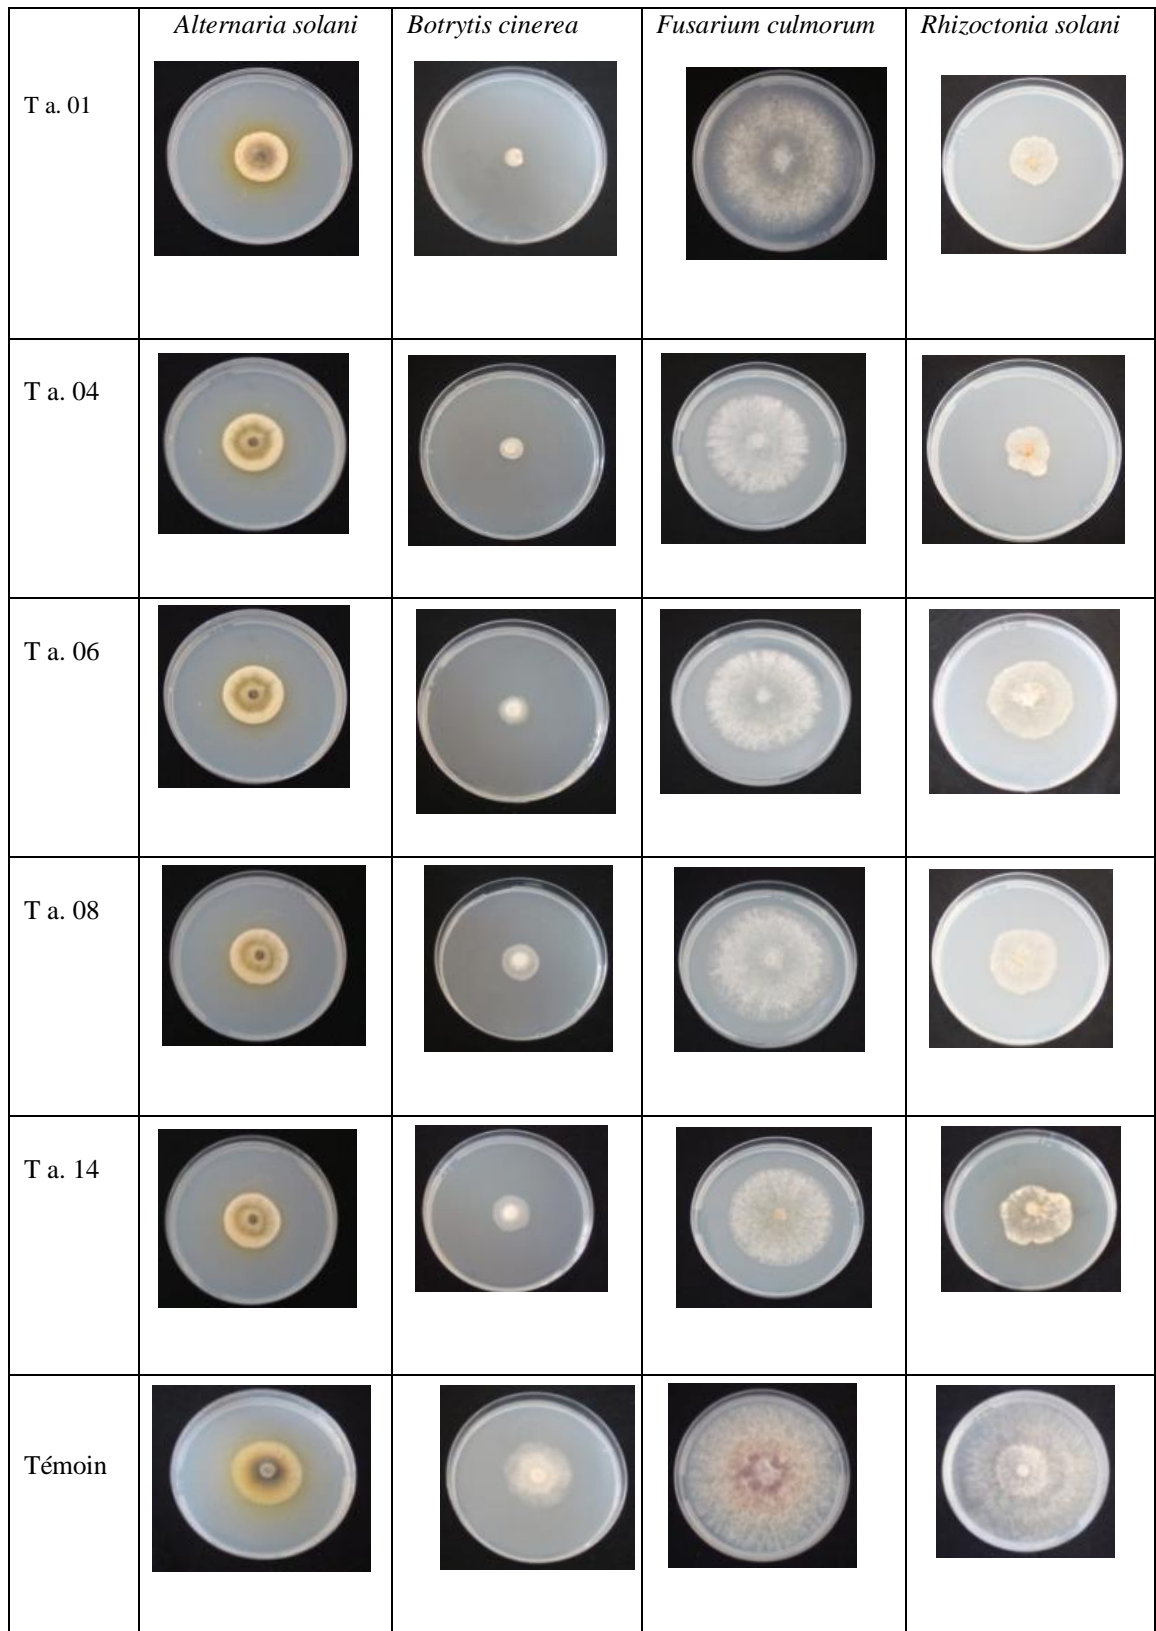 Alternaria solani Botrytis cinerea Fusarium culmorum Rhizoctonia solani
T a. 01
T a. 04
T a. 06
T a. 08
T a. 14
Témoin